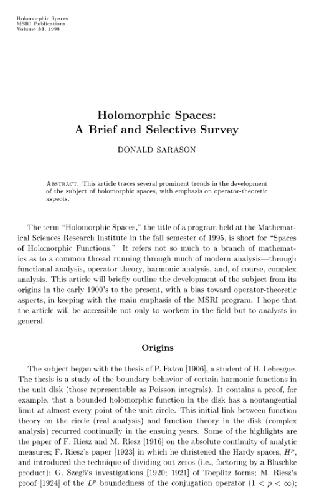 Holomorphic Spaces
MSRI Publications
Volume 33, 1998
Holomorphic Spaces:
A Brief and Selective Survey
DONALD SARASON
Abstract. This article traces several prominent trends in the development
of the subject of holomorphic spaces, with emphasis on operator-theoretic
aspects.
The term “Holomorphic Spaces,” the title of a program held at the Mathemat-
ical Sciences Research Institute in the fall semester of 1995, is short for “Spaces
of Holomorphic Functions.” It refers not so much to a branch of mathemat-
ics as to a common thread running through much of modern analysis—through
functional analysis, operator theory, harmonic analysis, and, of course, complex
analysis. This article will briefly outline the development of the subject from its
origins in the early 1900's to the present, with a bias toward operator-theoretic
aspects, in keeping with the main emphasis of the MSRI program. I hope that
the article will be accessible not only to workers in the field but to analysts in
general.
Origins
The subject began with the thesis of P. Fatou [1906], a student of H. Lebesgue.
The thesis is a study of the boundary behavior of certain harmonic functions in
the unit disk (those representable as Poisson integrals). It contains a proof, for
example, that a bounded holomorphic function in the disk has a nontangential
limit at almost every point of the unit circle. This initial link between function
theory on the circle (real analysis) and function theory in the disk (complex
analysis) recurred continually in the ensuing years. Some of the highlights are
the paper of F. Riesz and M. Riesz [1916] on the absolute continuity of analytic
measures; F. Riesz's paper [1923] in which he christened the Hardy spaces, Hᵖ,
and introduced the technique of dividing out zeros (i.e., factoring by a Blaschke
product); G. Szegő's investigations [1920; 1921] of Toeplitz forms; M. Riesz's
proof [1924] of the Lᵖ boundedness of the conjugation operator (1 < p < ∞);